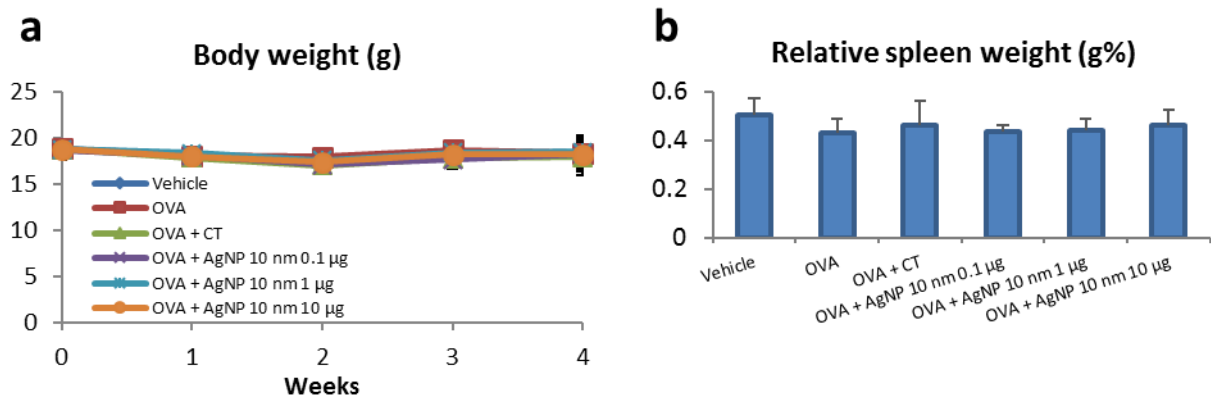 a
Body weight (g)
25
20
15
10
5
0
Vehicle
OVA
OVA + CT
OVA + AgNP 10 nm 0.1 µg
OVA + AgNP 10 nm 1 µg
OVA + AgNP 10 nm 10 µg
0 1 2 3 4
Weeks
b
Relative spleen weight (g%)
0.6
0.4
0.2
0
Vehicle
OVA
OVA + CT
OVA + AgNP 10 nm 0.1 µg
OVA + AgNP 10 nm 1 µg
OVA + AgNP 10 nm 10 µg